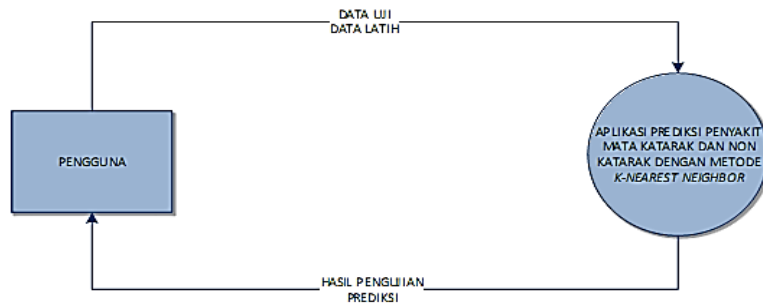 DATA UJI
DATA LATIH
PENGGUNA
APLIKASI PREDIKSI PENYAKIT
MATA KATARAK DAN NON
KATARAK DENGAN METODE
K-NEAREST NEIGHBOR
HASIL PENGUJIAN
PREDIKSI